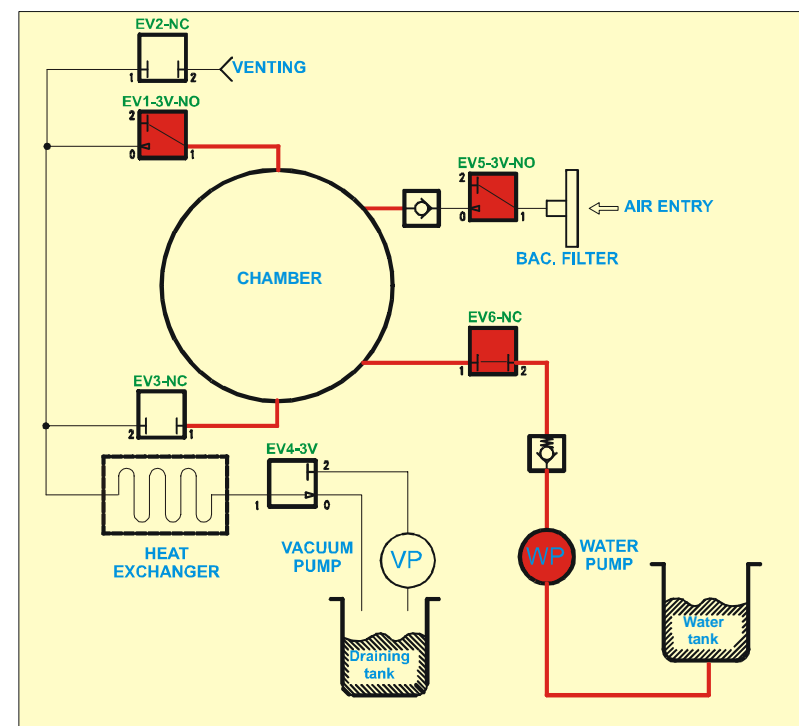 EV2-NC
1 2
VENTING
EV1-3V-NO
2
0 1
EV5-3V-NO
2
0 1
AIR ENTRY
BAC. FILTER
CHAMBER
EV6-NC
1 2
EV3-NC
2 1
EV4-3V
2
1 0
HEAT
EXCHANGER
VACUUM
PUMP
VP
WP
WATER
PUMP
Water
tank
Draining
tank